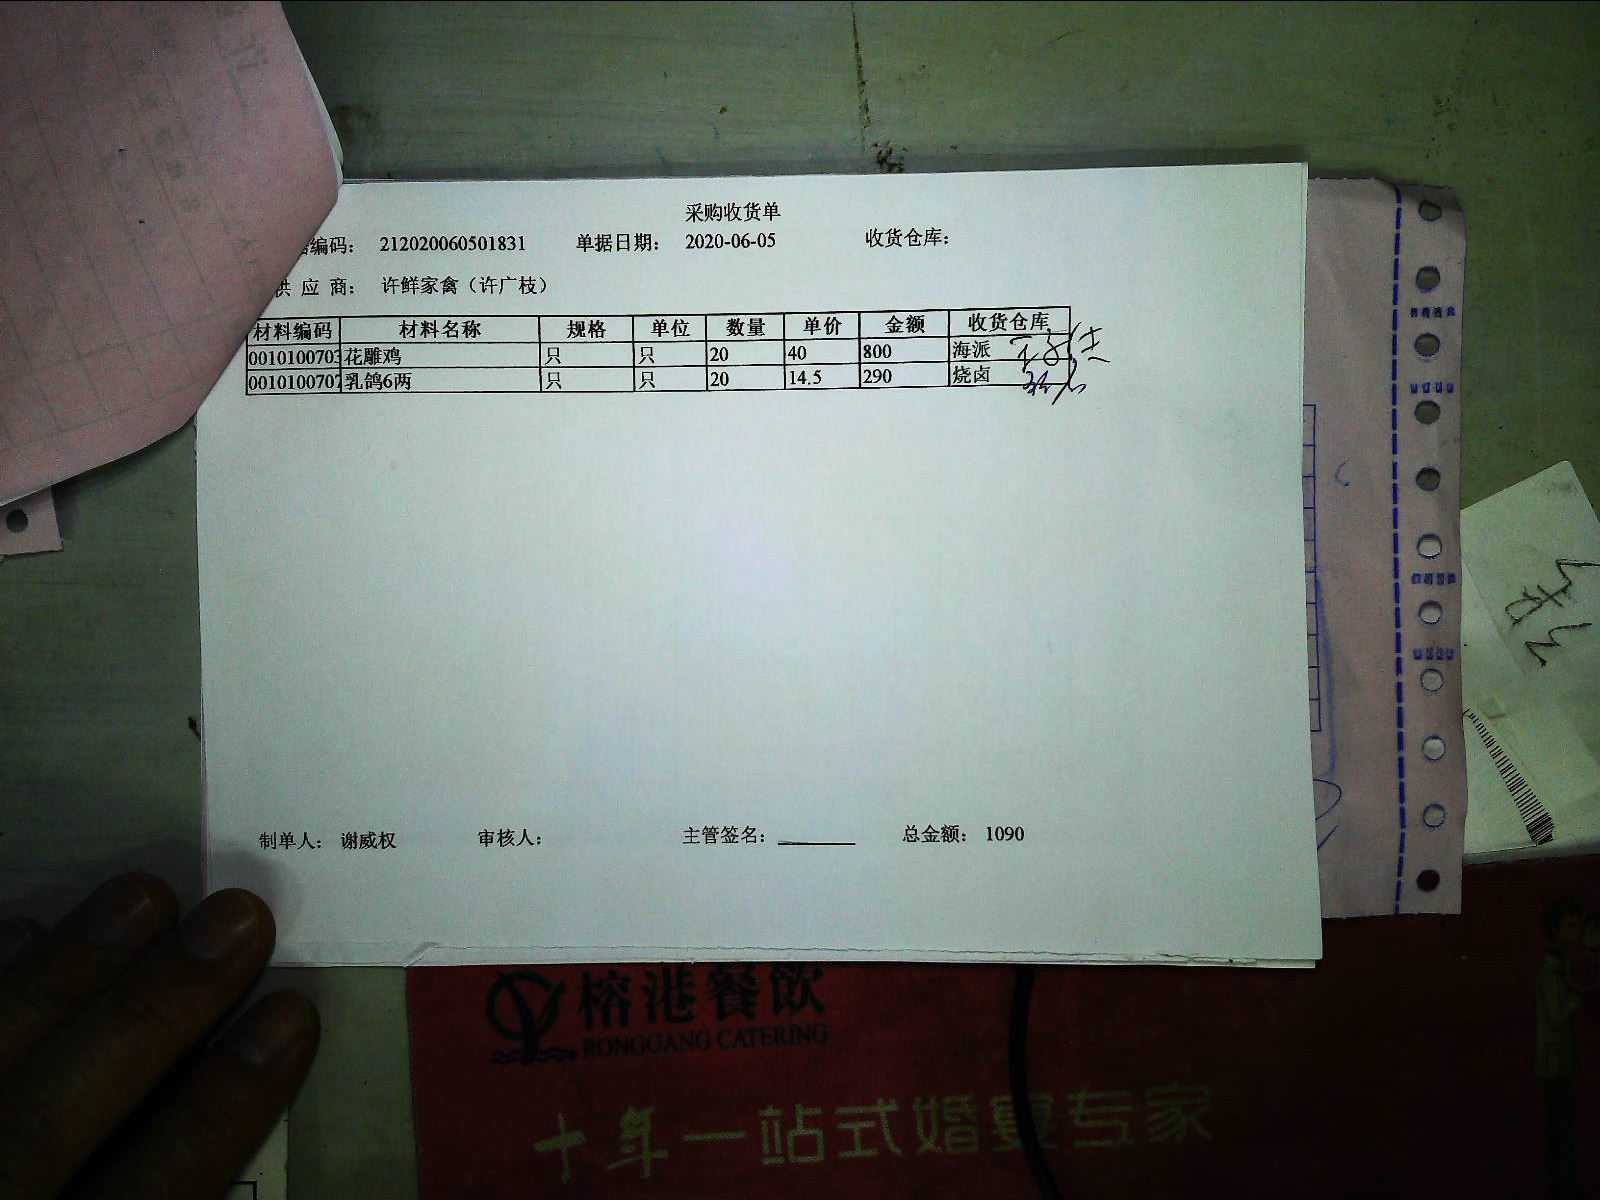 采购收货单
编码： 212020060501831 单据日期： 2020-06-05 收货仓库：
供应商： 许鲜家禽（许广枝）
材料编码 材料名称 规格 单位 数量 单价 金额 收货仓库
0010100703 花雕鸡 只 只 20 40 800 海派
0010100707 乳鸽6两 只 只 20 14.5 290 烧卤
制单人： 谢威权 审核人： 主管签名： 总金额： 1090
榕港餐飲
RONGGANG CATERING
十年一站式婚宴专家